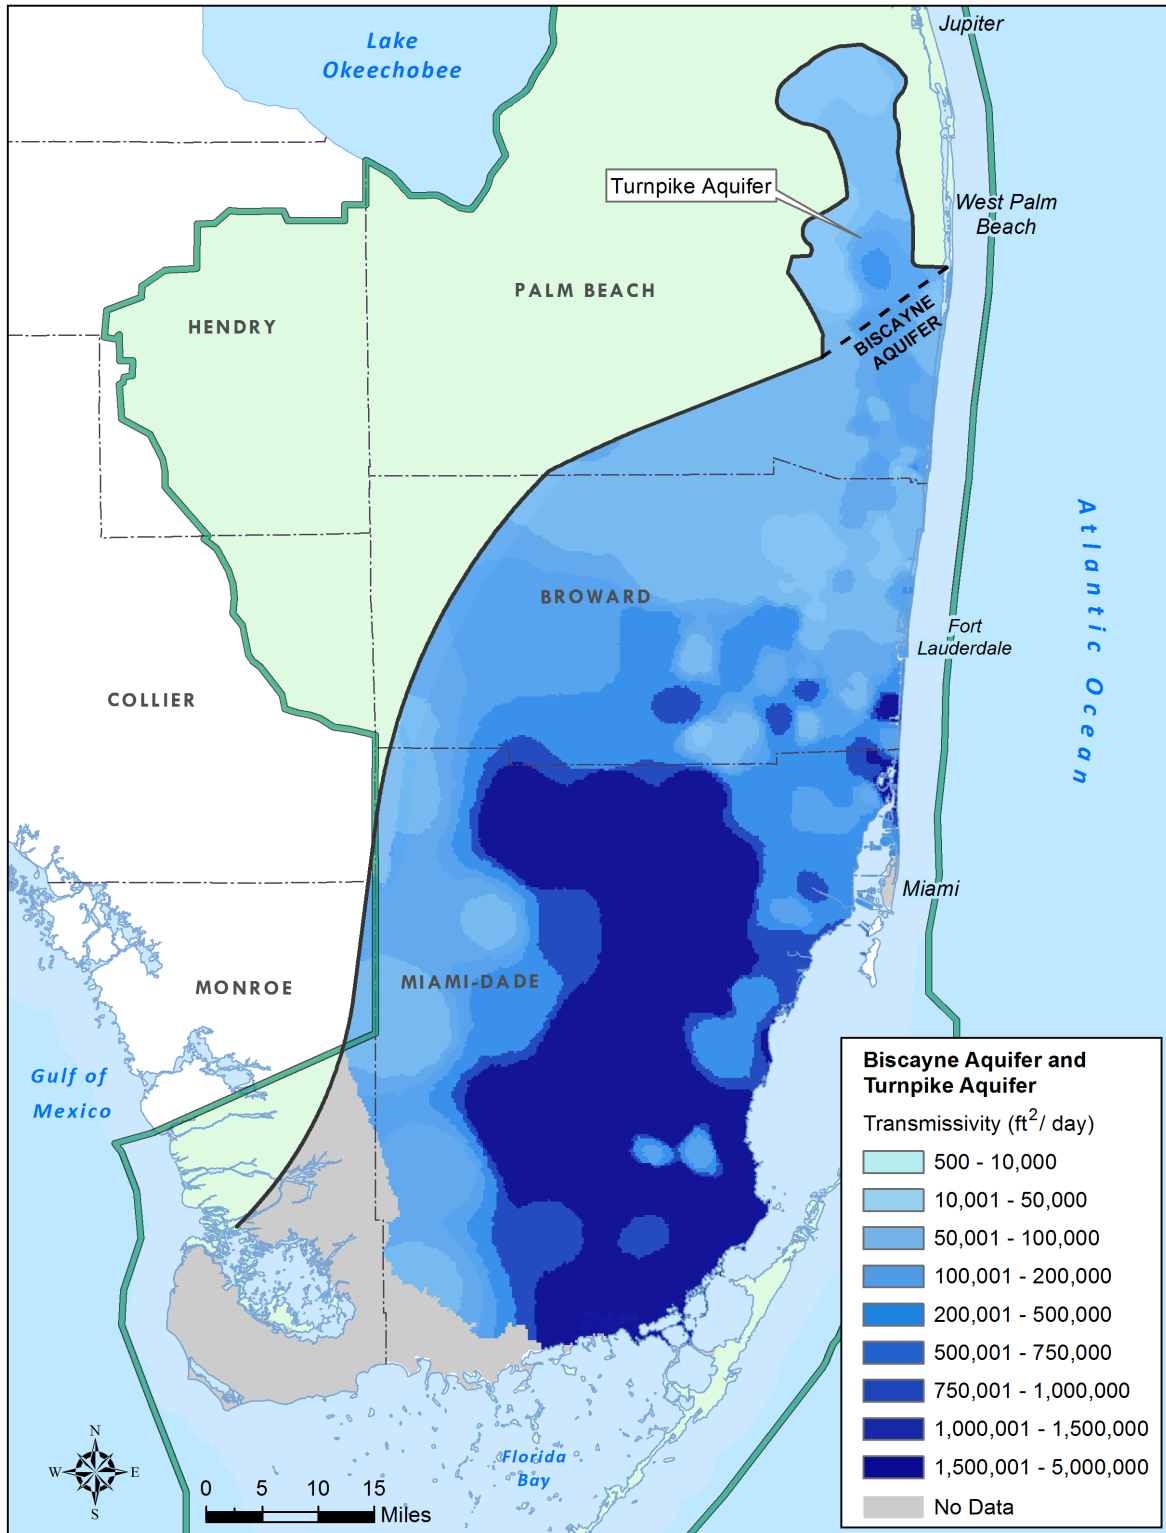 Jupiter
Lake
Okeechobee
Turnpike Aquifer
West Palm
Beach
PALM BEACH
HENDRY
BISCAYNE
AQUIFER
Atlantic Ocean
BROWARD
Fort
Lauderdale
COLLIER
Miami
MONROE
MIAMI-DADE
Gulf of
Mexico
Biscayne Aquifer and
Turnpike Aquifer
Transmissivity (ft²/ day)
500 - 10,000
10,001 - 50,000
50,001 - 100,000
100,001 - 200,000
200,001 - 500,000
500,001 - 750,000
750,001 - 1,000,000
1,000,001 - 1,500,000
1,500,001 - 5,000,000
No Data
Florida
Bay
N
W E
S
0 5 10 15
Miles